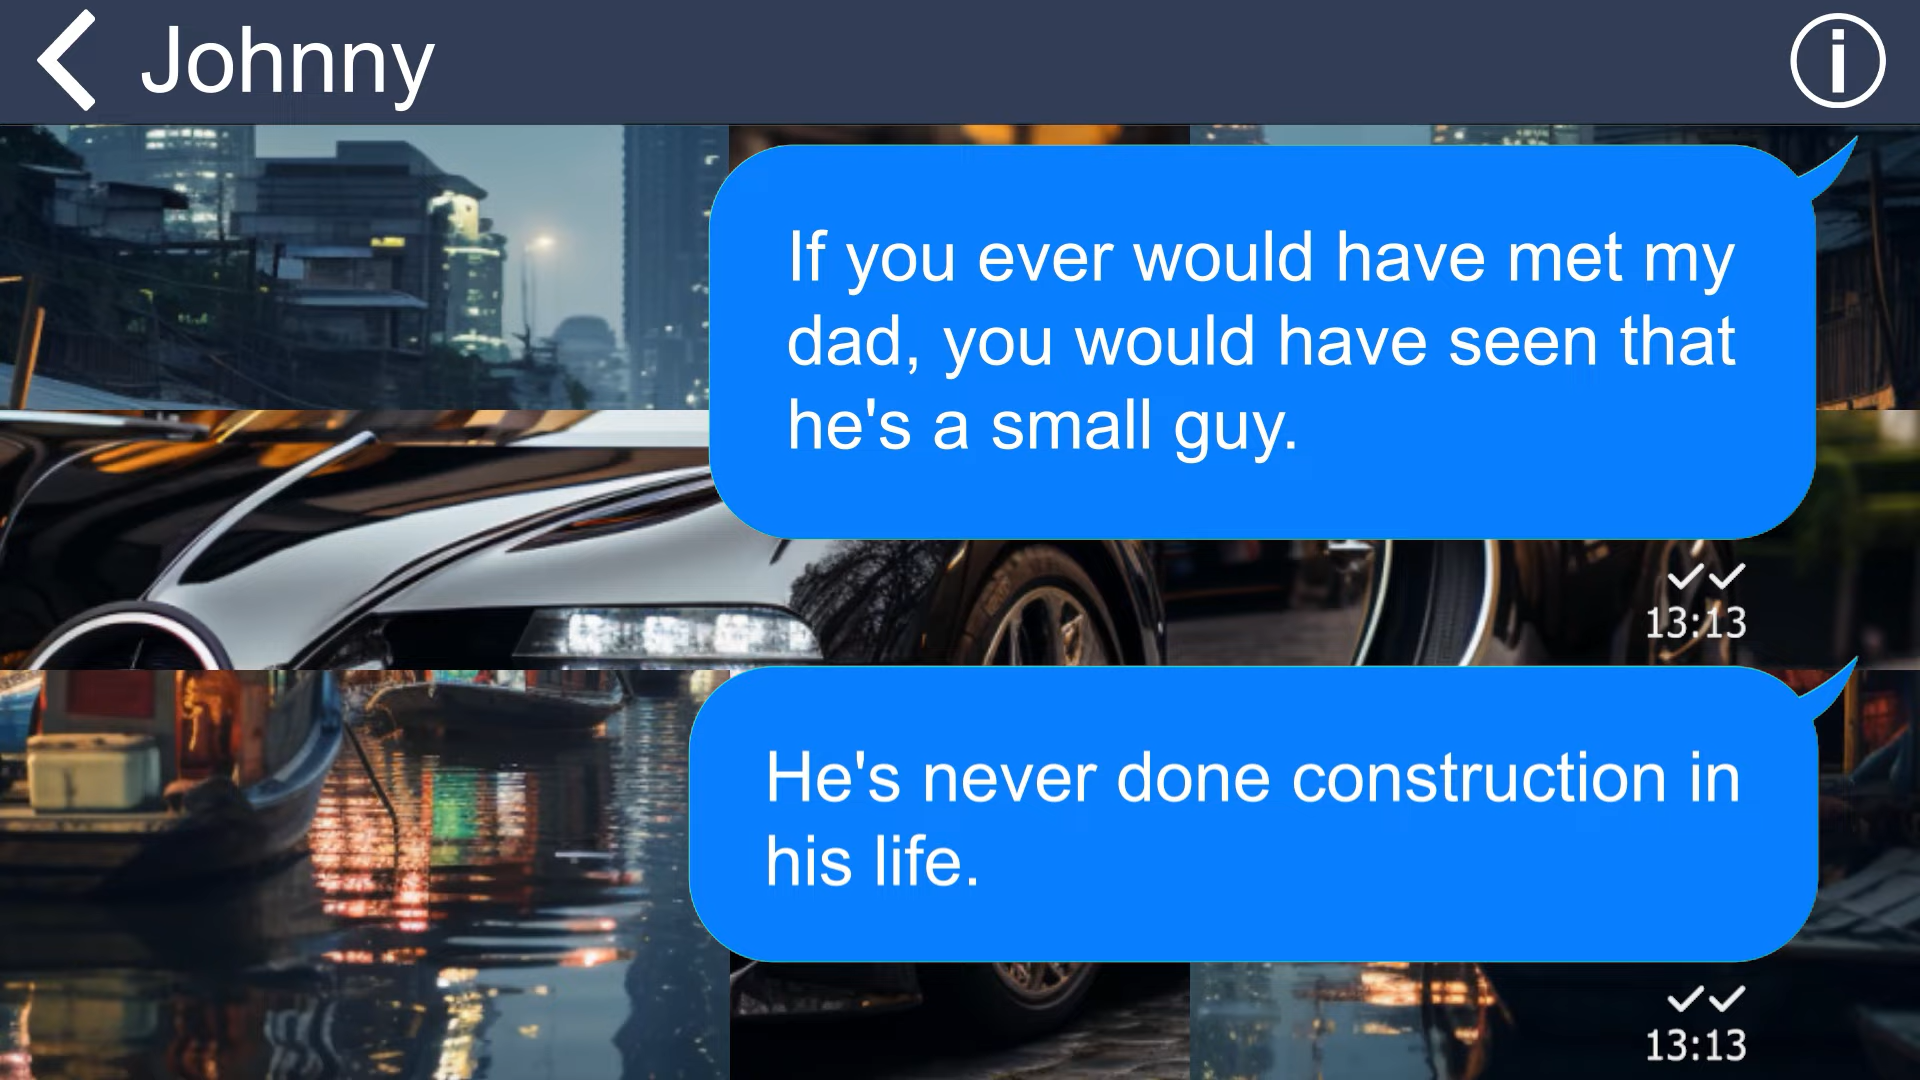 Johnny
If you ever would have met my
dad, you would have seen that
he's a small guy.
13:13
He's never done construction in
his life.
13:13